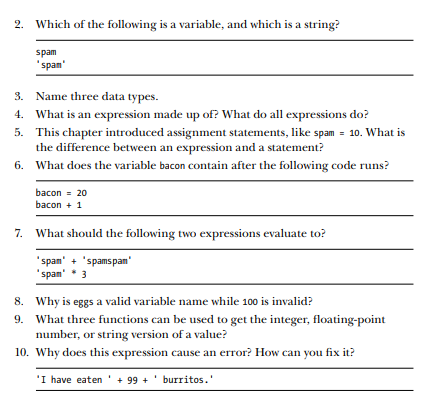 2. Which of the following is a variable, and which is a string?
spam
'spam'
3. Name three data types.
4. What is an expression made up of? What do all expressions do?
5. This chapter introduced assignment statements, like spam = 10. What is
the difference between an expression and a statement?
6. What does the variable bacon contain after the following code runs?
bacon = 20
bacon + 1
7. What should the following two expressions evaluate to?
'spam' + 'spamspam'
'spam' * 3
8. Why is eggs a valid variable name while 100 is invalid?
9. What three functions can be used to get the integer, floating-point
number, or string version of a value?
10. Why does this expression cause an error? How can you fix it?
'I have eaten ' + 99 + ' burritos.'